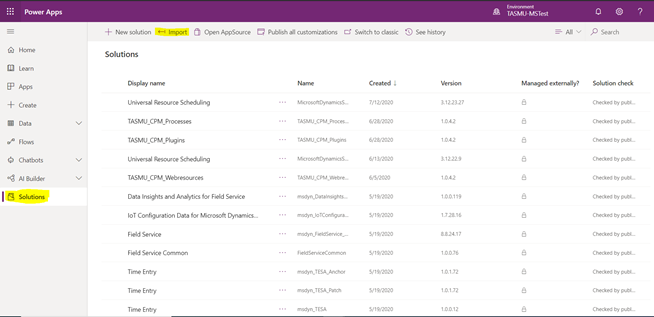 Power Apps
Environment
TASMU-MSTest
?
+ New solution
Import
Open AppSource
Publish all customizations
Switch to classic
See history
All
Search
Home
Learn
Apps
+ Create
Data
Flows
Chatbots
AI Builder
Solutions
Solutions
Display name Name Created ↓ Version Managed externally? Solution check
Universal Resource Scheduling ... MicrosoftDynamicsS... 7/12/2020 3.12.23.27 Checked by publ...
TASMU_CPM_Processes ... TASMU_CPM_Proces... 6/28/2020 1.0.4.2 Checked by publ...
TASMU_CPM_Plugins ... TASMU_CPM_Plugins 6/28/2020 1.0.4.2 Checked by publ...
Universal Resource Scheduling ... MicrosoftDynamicsS... 6/13/2020 3.12.22.9 Checked by publ...
TASMU_CPM_Webresources ... TASMU_CPM_Webre... 6/5/2020 1.0.4.2 Checked by publ...
Data Insights and Analytics for Field Service ... msdyn_DataInsights... 5/19/2020 1.0.0.119 Checked by publ...
IoT Configuration Data for Microsoft Dynamics... ... msdyn_IoTConfigura... 5/19/2020 1.7.28.16 Checked by publ...
Field Service ... msdyn_FieldService_... 5/19/2020 8.8.24.17 Checked by publ...
Field Service Common ... FieldServiceCommon 5/19/2020 1.0.0.76 Checked by publ...
Time Entry ... msdyn_TESA_Anchor 5/19/2020 1.0.1.72 Checked by publ...
Time Entry ... msdyn_TESA_Patch 5/19/2020 1.0.1.72 Checked by publ...
Time Entry ... msdyn_TESA 5/19/2020 1.0.0.12 Checked by publ...